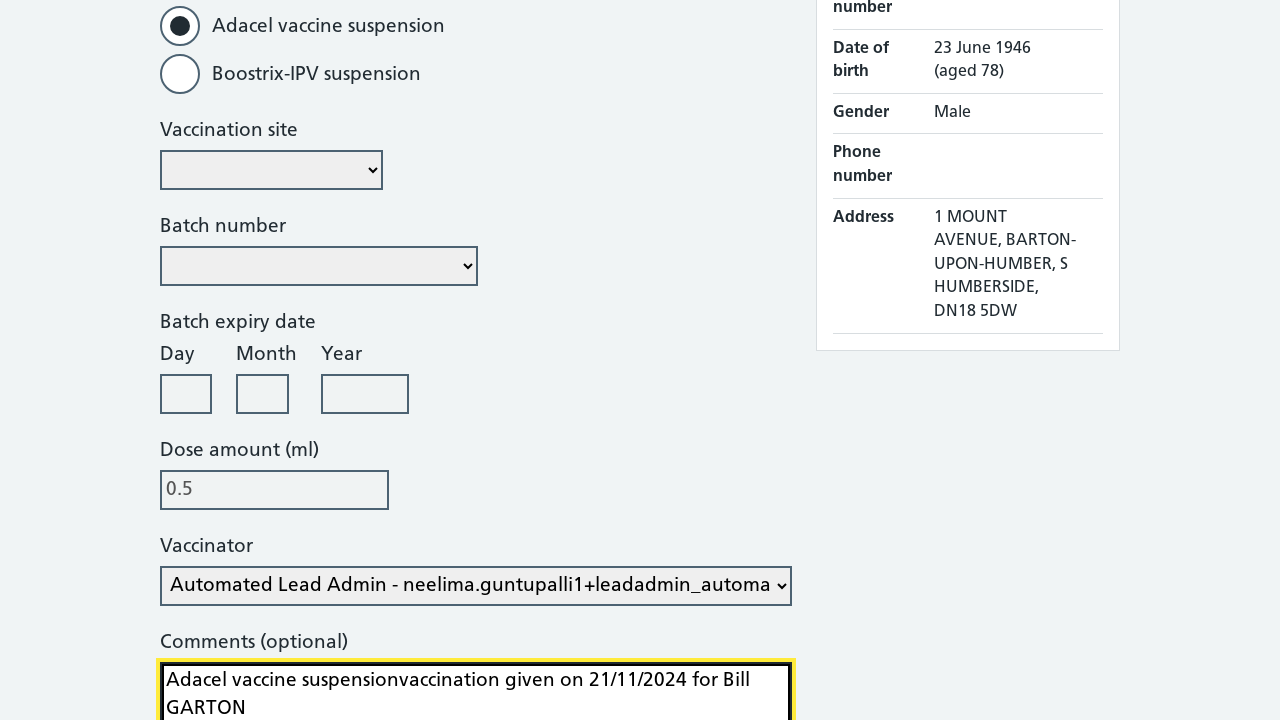 Adacel vaccine suspension
Boostrix-IPV suspension
Vaccination site
Batch number
Batch expiry date
Day Month Year
Dose amount (ml)
0.5
Vaccinator
Automated Lead Admin - neelima.guntupalli1+leadadmin_automa
Comments (optional)
Adacel vaccine suspensionvaccination given on 21/11/2024 for Bill
GARTON
number
Date of birth 23 June 1946
(aged 78)
Gender Male
Phone
number
Address 1 MOUNT
AVENUE, BARTON-
UPON-HUMBER, S
HUMBERSIDE,
DN18 5DW